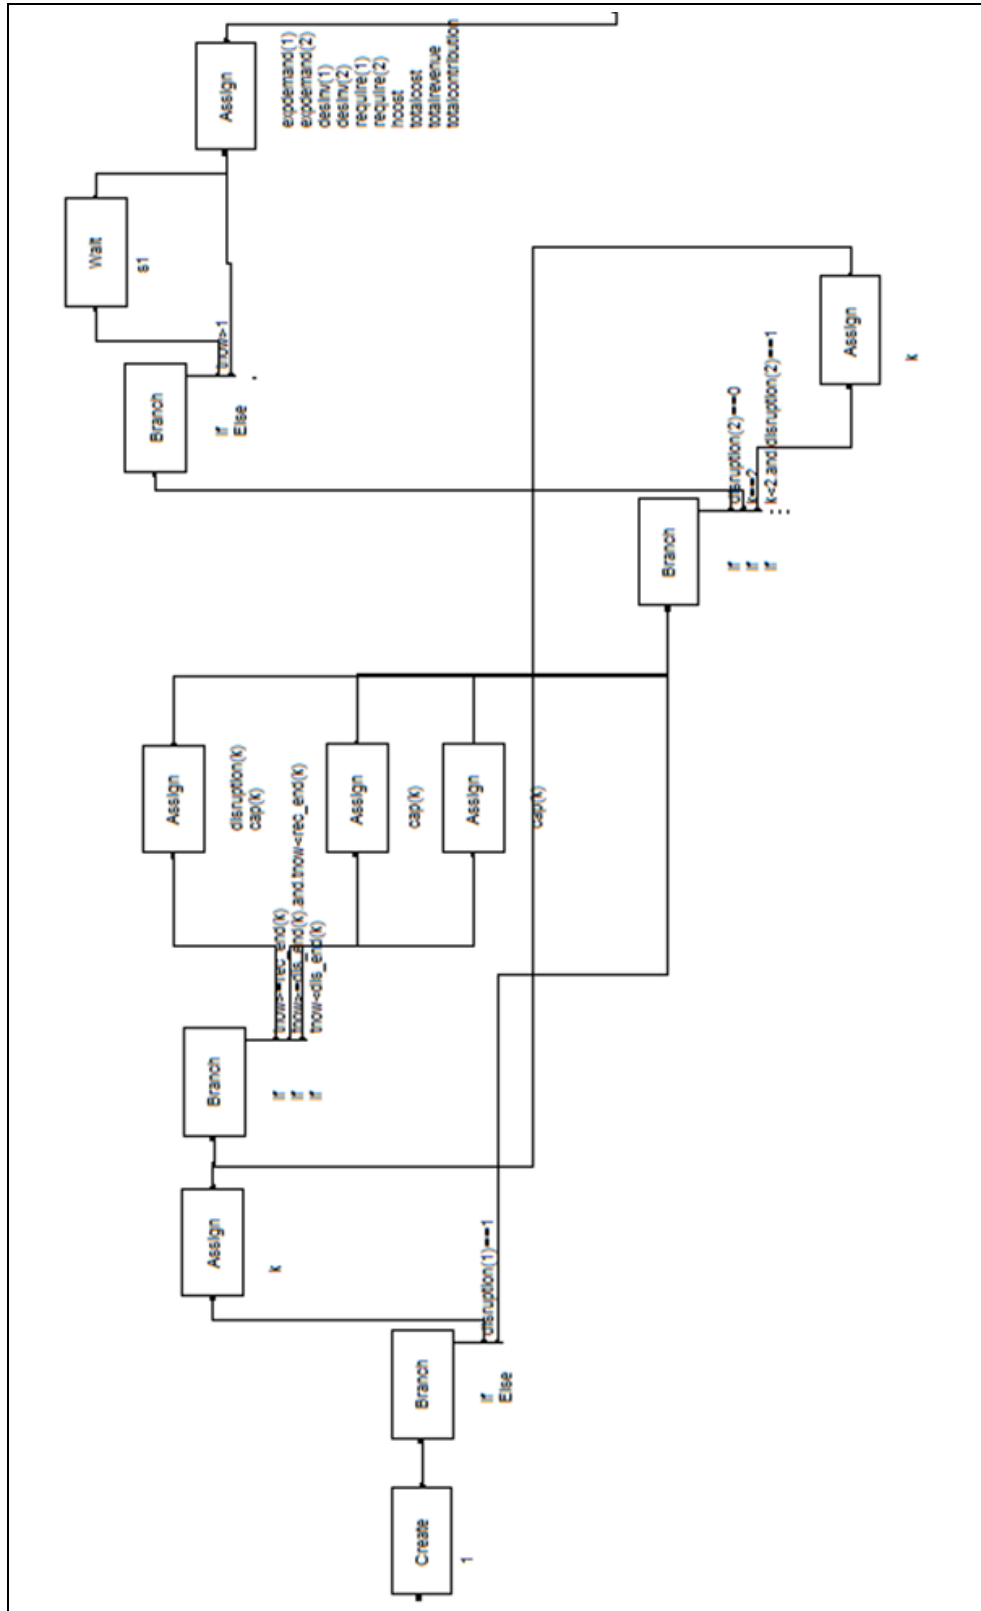 Create
1
Branch
If
Else
disruption(1)==1
Assign
k
Branch
If
If
If
tnow>=rec_end(k)
tnow>=dis_end(k).and.tnow<rec_end(k)
tnow<dis_end(k)
Assign
disruption(k)
cap(k)
Assign
cap(k)
Assign
cap(k)
Branch
If
If
If
disruption(2)==0
k==2
k<2.and.disruption(2)==1
Assign
k
Branch
If
Else
tnow>1
Wait
s1
Assign
expdemand(1)
expdemand(2)
desinv(1)
desinv(2)
require(1)
require(2)
hcost
totalcost
totalrevenue
totalcontribution